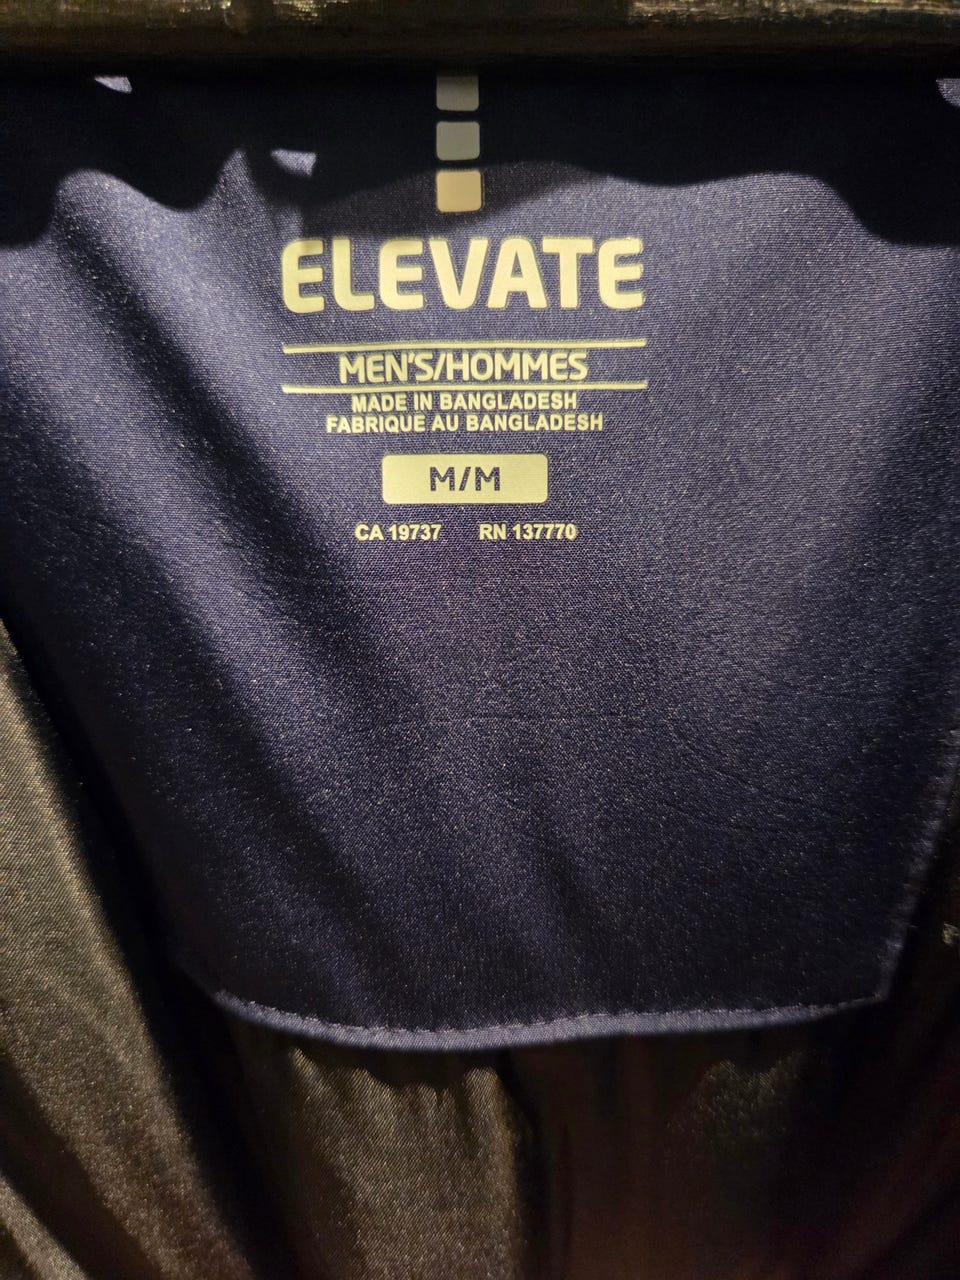 ELEVATE
MEN'S/HOMMES
MADE IN BANGLADESH
FABRIQUE AU BANGLADESH
M/M
CA 19737 RN 137770